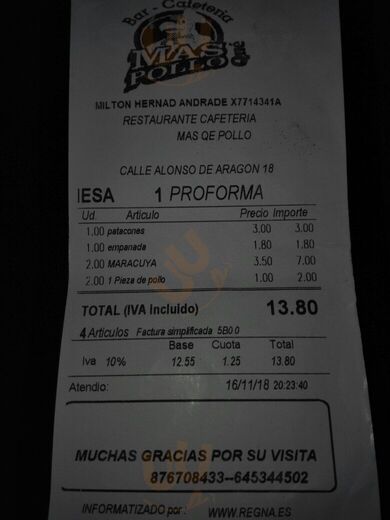 Bar - Cafeteria
MAS
QUE
POLLO
MILTON HERNAD ANDRADE X7714341A
RESTAURANTE CAFETERIA
MAS QE POLLO
CALLE ALONSO DE ARAGON 18
IESA 1 PROFORMA
Ud. Artículo Precio Importe
1.00 patacones 3.00 3.00
1.00 empanada 1.80 1.80
2.00 MARACUYA 3.50 7.00
2.00 1 Pieza de pollo 1.00 2.00
TOTAL (IVA Incluido) 13.80
4 Artículos Factura simplificada 5B0 0
Base Cuota Total
Iva 10% 12.55 1.25 13.80
Atendio: 16/11/18 20:23:40
MUCHAS GRACIAS POR SU VISITA
876708433--645344502
INFORMATIZADO por: WWW.REGNA.ES